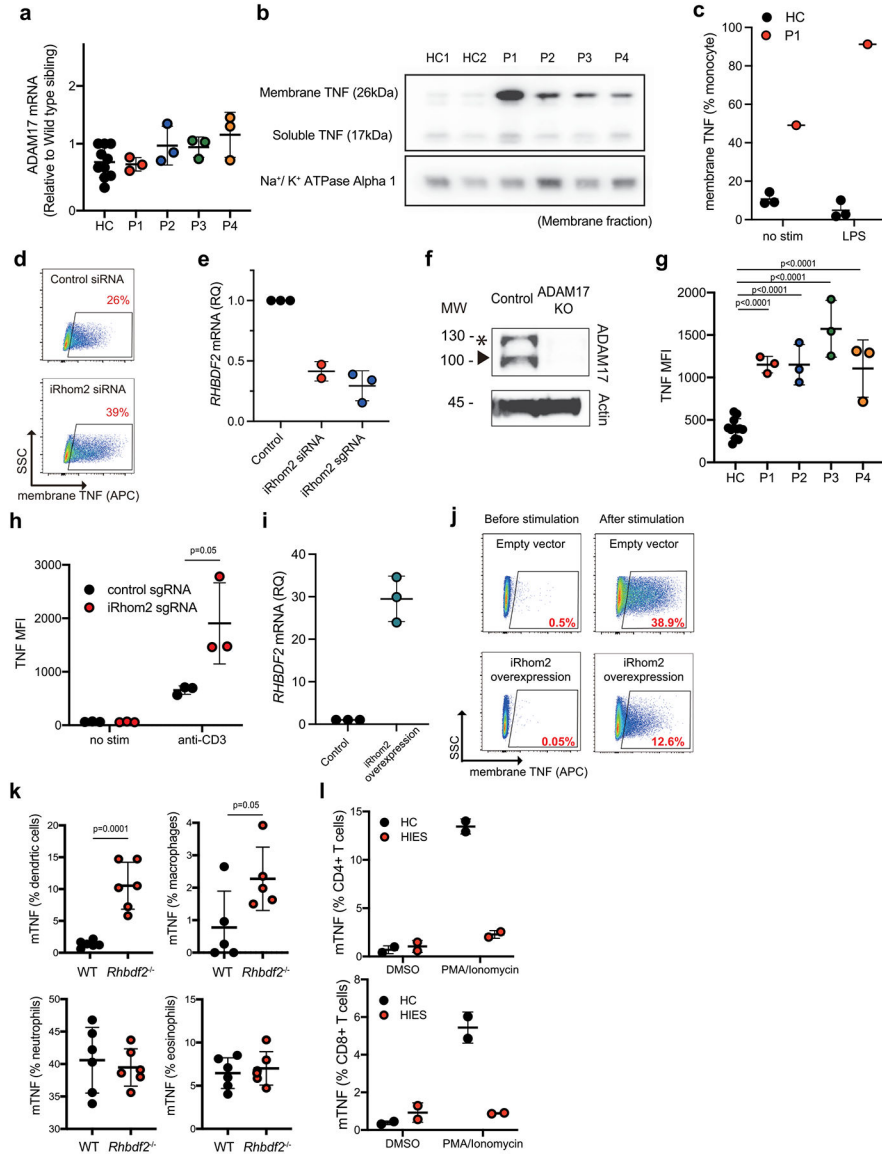 a
ADAM17 mRNA
(Relative to Wild type sibling)
2
1
0
HC P1 P2 P3 P4
b
HC1 HC2 P1 P2 P3 P4
Membrane TNF (26kDa)
Soluble TNF (17kDa)
Na⁺/ K⁺ ATPase Alpha 1
(Membrane fraction)
c
HC
P1
membrane TNF (% monocyte)
100
80
60
40
20
0
no stim LPS
d
Control siRNA
26%
iRhom2 siRNA
39%
SSC
membrane TNF (APC)
e
RHBDF2 mRNA (RQ)
1.0
0.5
0.0
Control
iRhom2 siRNA
iRhom2 sgRNA
f
MW
Control
ADAM17
KO
130 - *
100 -
45 -
ADAM17
Actin
g
p<0.0001
p<0.0001
p<0.0001
p<0.0001
TNF MFI
2000
1500
1000
500
0
HC P1 P2 P3 P4
h
p=0.05
control sgRNA
iRhom2 sgRNA
TNF MFI
3000
2000
1000
0
no stim anti-CD3
i
RHBDF2 mRNA (RQ)
40
30
20
10
0
Control
iRhom2
overexpression
j
Before stimulation After stimulation
Empty vector
0.5%
Empty vector
38.9%
iRhom2
overexpression
0.05%
iRhom2
overexpression
12.6%
SSC
membrane TNF (APC)
k
mTNF (% dendrtic cells)
p=0.0001
20
15
10
5
0
WT Rhbdf2⁻/⁻
mTNF (% macrophages)
p=0.05
4
3
2
1
0
WT Rhbdf2⁻/⁻
mTNF (% neutrophils)
50
45
40
35
30
WT Rhbdf2⁻/⁻
mTNF (% eosinophils)
15
10
5
0
WT Rhbdf2⁻/⁻
l
HC
HIES
mTNF (% CD4+ T cells)
15
10
5
0
DMSO PMA/Ionomycin
HC
HIES
mTNF (% CD8+ T cells)
8
6
4
2
0
DMSO PMA/Ionomycin